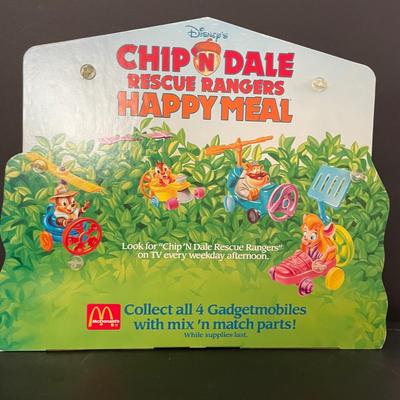 Disney's
CHIP 'N DALE
RESCUE RANGERS
HAPPY MEAL
Look for "Chip 'N Dale Rescue Rangers"
on TV every weekday afternoon.
McDonald's
Collect all 4 Gadgetmobiles
with mix 'n match parts!
While supplies last.